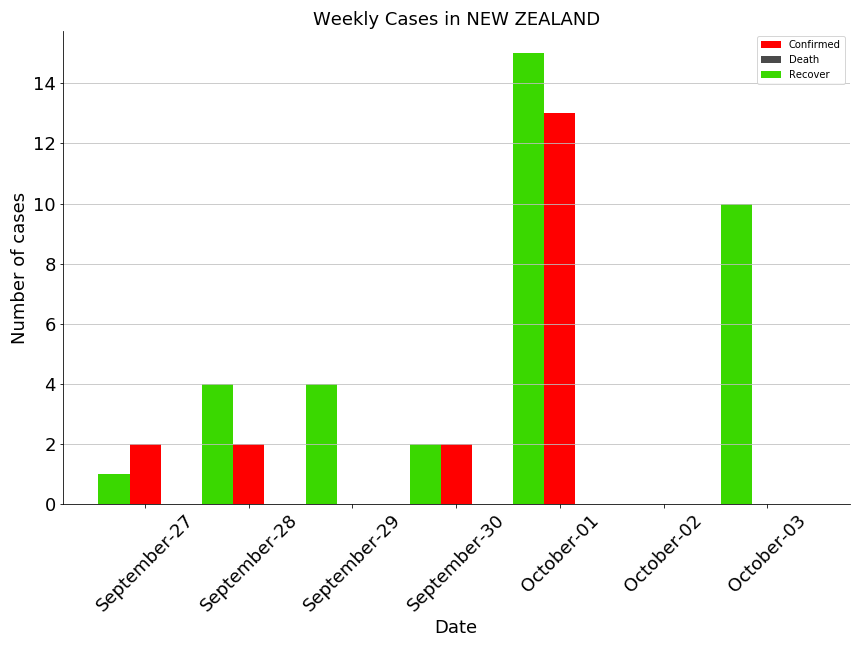 Weekly Cases in NEW ZEALAND
Confirmed
Death
Recover
Number of cases
14
12
10
8
6
4
2
0
September-27
September-28
September-29
September-30
October-01
October-02
October-03
Date